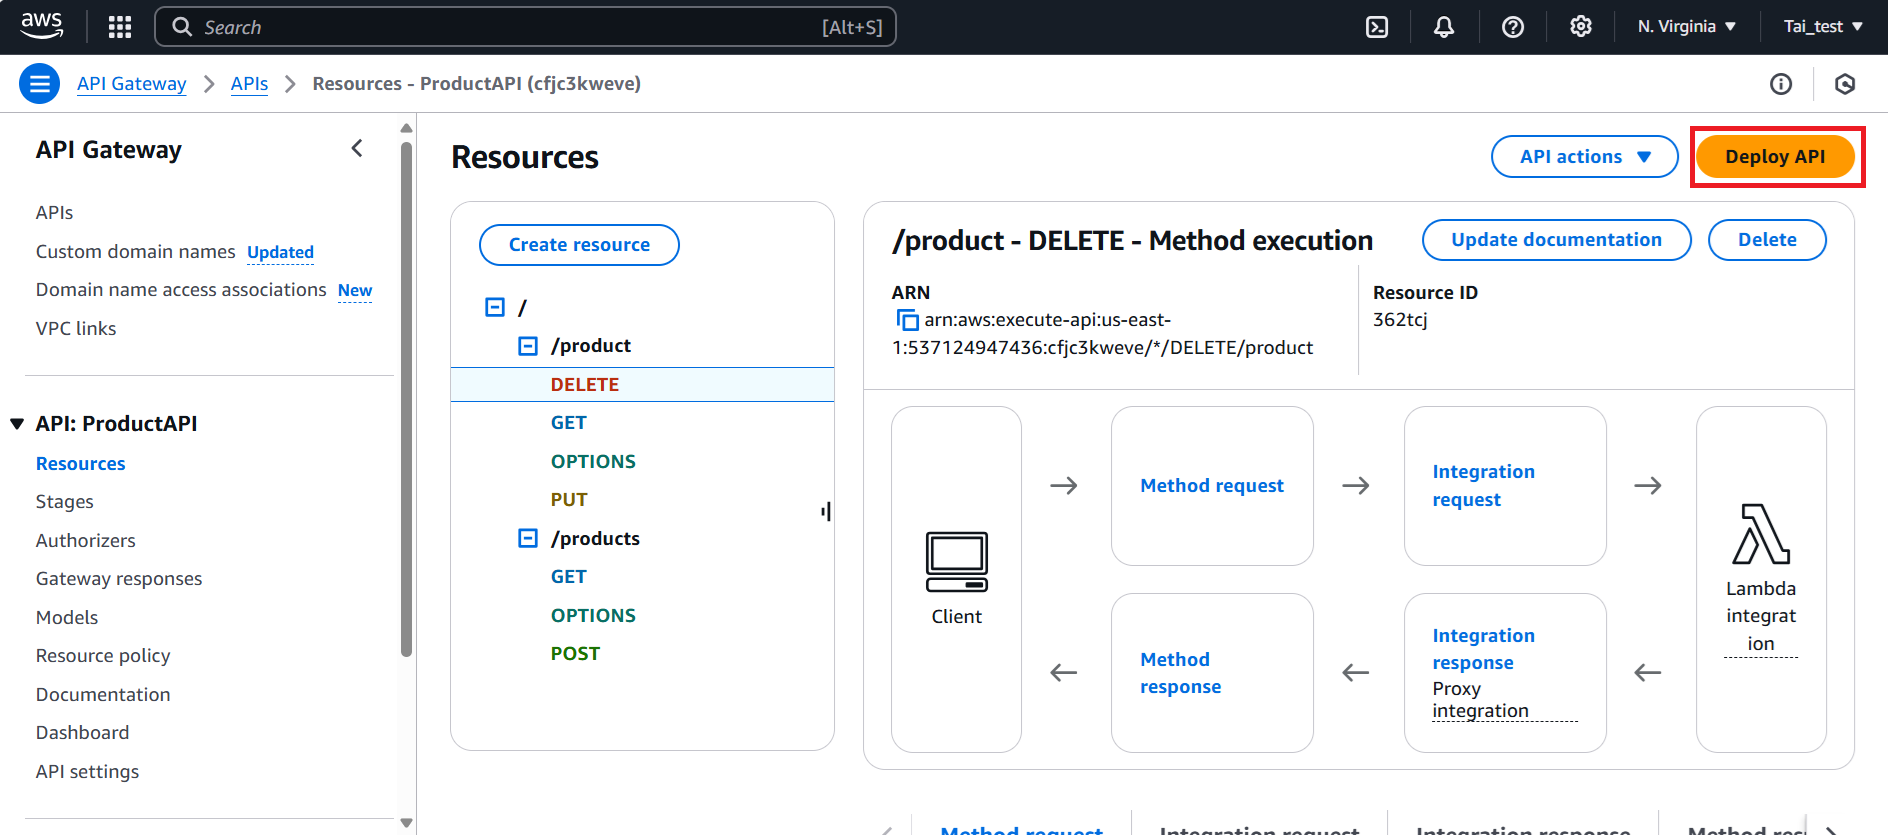 aws
Search [Alt+S]
N. Virginia
Tai_test
API Gateway
APIs
Resources - ProductAPI (cfjc3kweve)
API Gateway
APIs
Custom domain names Updated
Domain name access associations New
VPC links
API: ProductAPI
Resources
Stages
Authorizers
Gateway responses
Models
Resource policy
Documentation
Dashboard
API settings
Resources
API actions
Deploy API
Create resource
/
/product
DELETE
GET
OPTIONS
PUT
/products
GET
OPTIONS
POST
/product - DELETE - Method execution
Update documentation
Delete
ARN
arn:aws:execute-api:us-east-
1:537124947436:cfjc3kweve/*/DELETE/product
Resource ID
362tcj
Client
Method request
Integration
request
Lambda
integrat
ion
Method
response
Integration
response
Proxy
integration
Method request
Integration request
Integration response